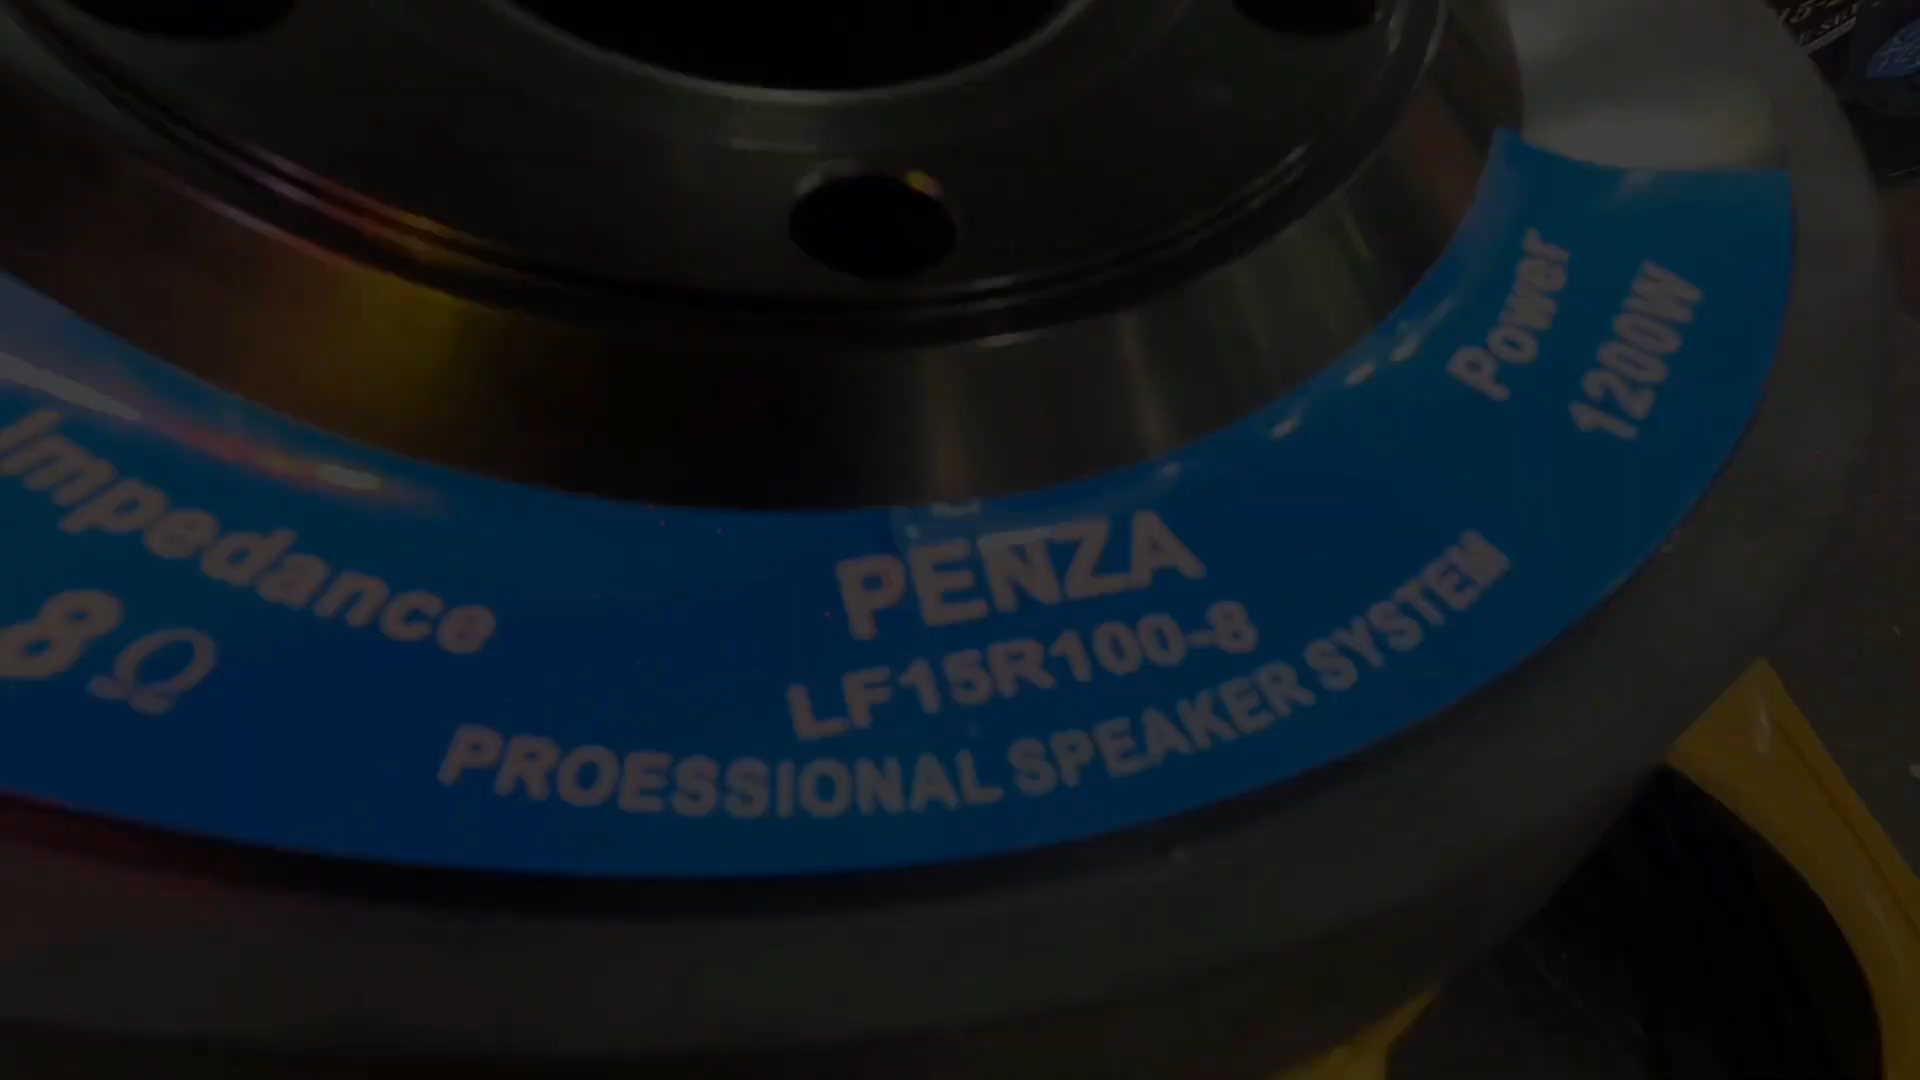 Impedance
8Ω
PENZA
LF15R100-8
PROESSIONAL SPEAKER SYSTEM
Power
1200W